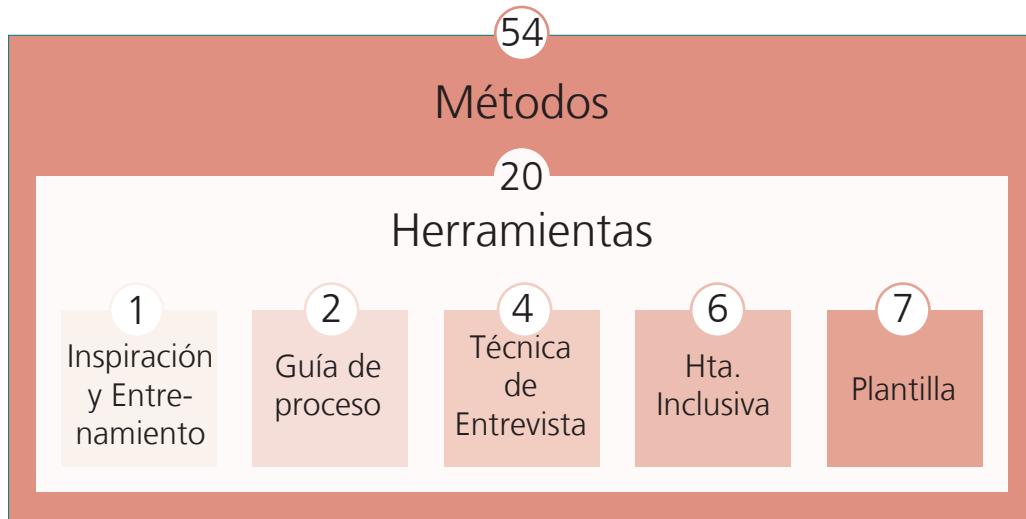 54
Métodos
20
Herramientas
1
Inspiración
y Entre-
namiento
2
Guía de
proceso
4
Técnica
de
Entrevista
6
Hta.
Inclusiva
7
Plantilla